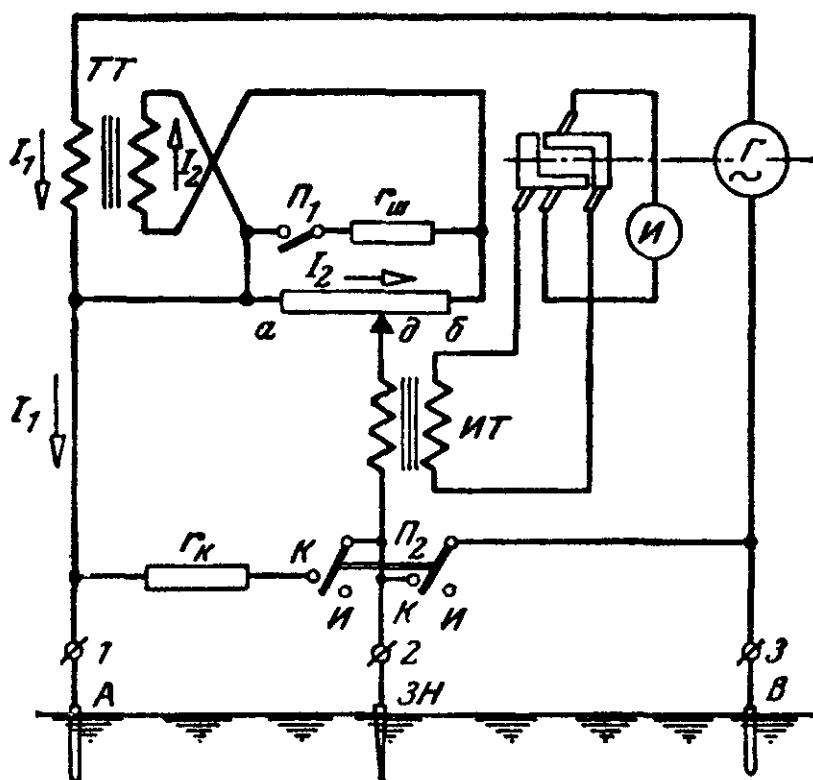 ТТ
I₁
I₂
П₁
rш
Г
~
И
I₂
а
д
б
I₁
ИТ
rк
К
П₂
И
К
И
1
2
3
А
ЗН
В